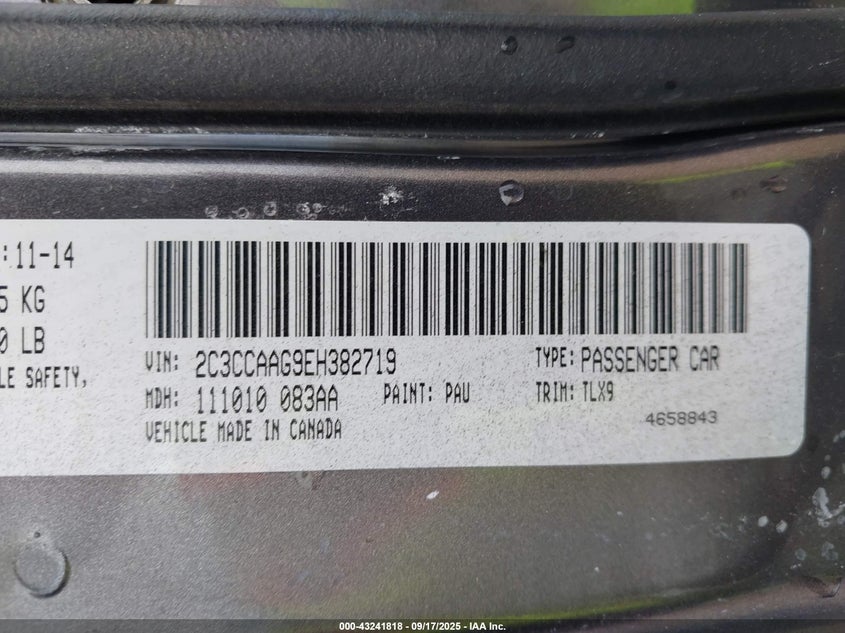 :11-14
5 KG
0 LB
LE SAFETY,
VIN: 2C3CCAAG9EH382719 TYPE: PASSENGER CAR
MDH: 111010 083AA PAINT: PAU TRIM: TLX9
VEHICLE MADE IN CANADA 4658843
000-43241818 - 09/17/2025 - IAA Inc.